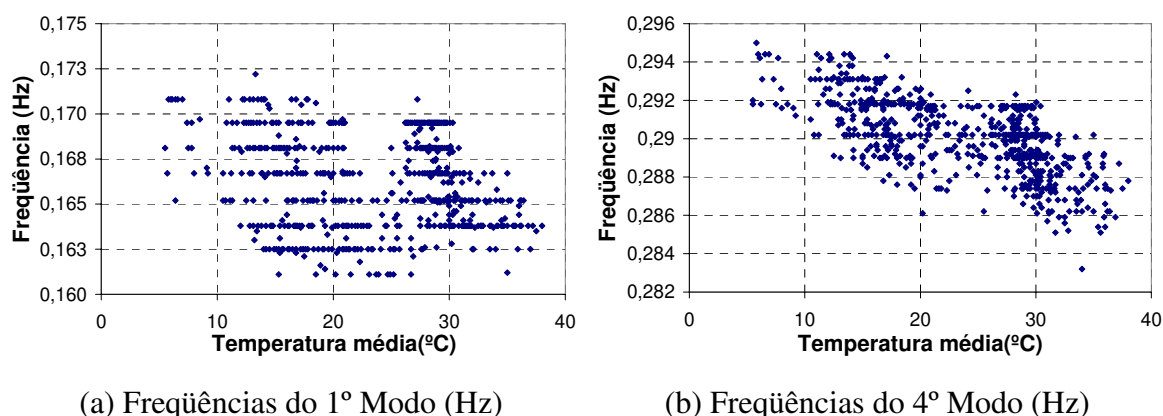 0,175
0,173
0,170
0,168
0,165
0,163
0,160
Freqüência (Hz)
0 10 20 30 40
Temperatura média(ºC)
0,296
0,294
0,292
0,29
0,288
0,286
0,284
0,282
Freqüência (Hz)
0 10 20 30 40
Temperatura média(ºC)
(a) Freqüências do 1º Modo (Hz)
(b) Freqüências do 4º Modo (Hz)